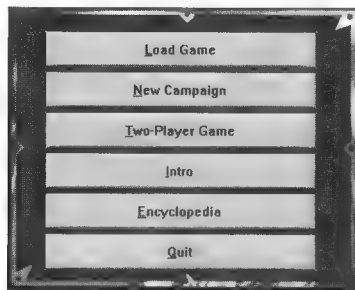 Load Game
New Campaign
Two-Player Game
Intro
Encyclopedia
Quit